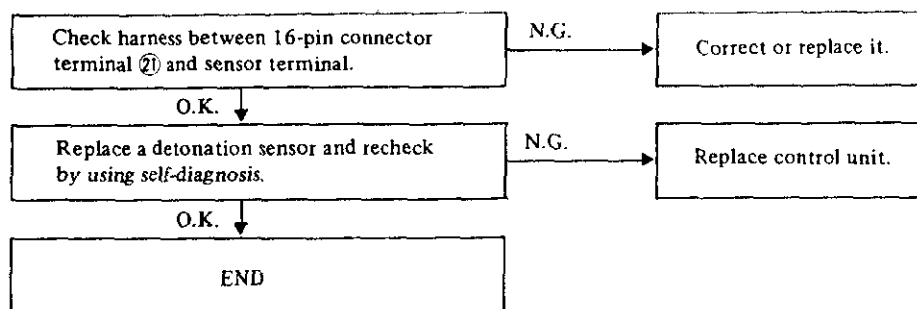 Check harness between 16-pin connector
terminal ㉑ and sensor terminal.
N.G.
Correct or replace it.
O.K.
Replace a detonation sensor and recheck
by using self-diagnosis.
N.G.
Replace control unit.
O.K.
END